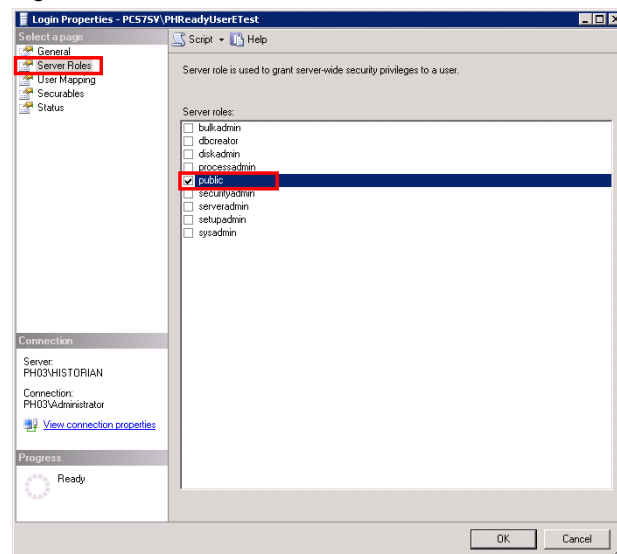 Login Properties - PCS75V\PHReadyUserETest
Select a page
General
Server Roles
User Mapping
Securables
Status
Script Help
Server role is used to grant server-wide security privileges to a user.
Server roles:
bulkadmin
dbcreator
diskadmin
processadmin
public
securityadmin
serveradmin
setupadmin
sysadmin
Connection
Server:
PH03\HISTORIAN
Connection:
PH03\Administrator
View connection properties
Progress
Ready
OK Cancel